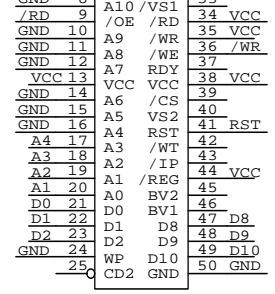 GND 8 A10 /VS1 33
/RD 9 /OE /RD 34 VCC
GND 10 A9 /WR 35 VCC
GND 11 A8 /WE 36 /WR
GND 12 A7 RDY 37
VCC 13 VCC VCC 38 VCC
GND 14 A6 /CS 39
GND 15 A5 VS2 40
GND 16 A4 RST 41 RST
A4 17 A3 /WT 42
A3 18 A2 /IP 43
A2 19 A1 /REG 44 VCC
A1 20 A0 BV2 45
D0 21 D0 BV1 46
D1 22 D1 D8 47 D8
D2 23 D2 D9 48 D9
GND 24 WP D10 49 D10
25 CD2 GND 50 GND